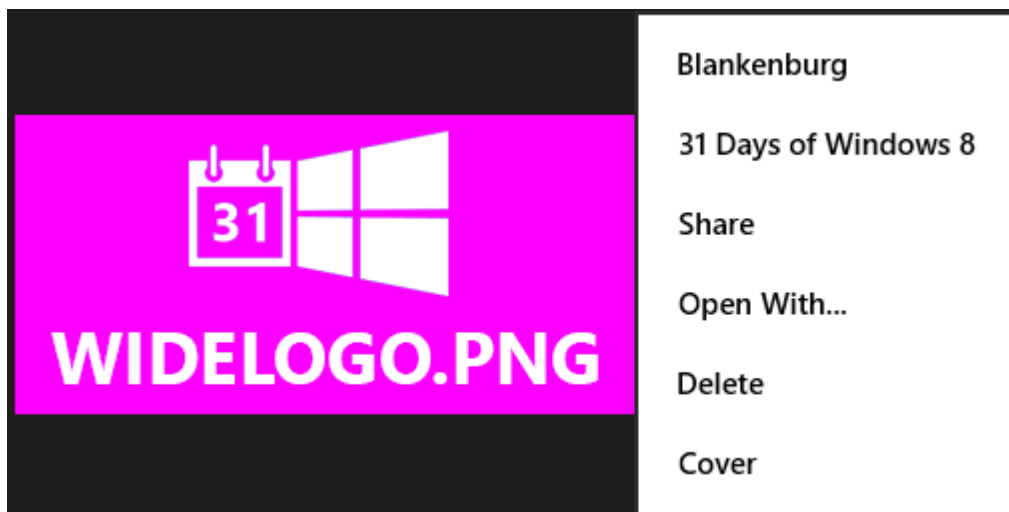 31
WIDELOGO.PNG
Blankenburg
31 Days of Windows 8
Share
Open With...
Delete
Cover